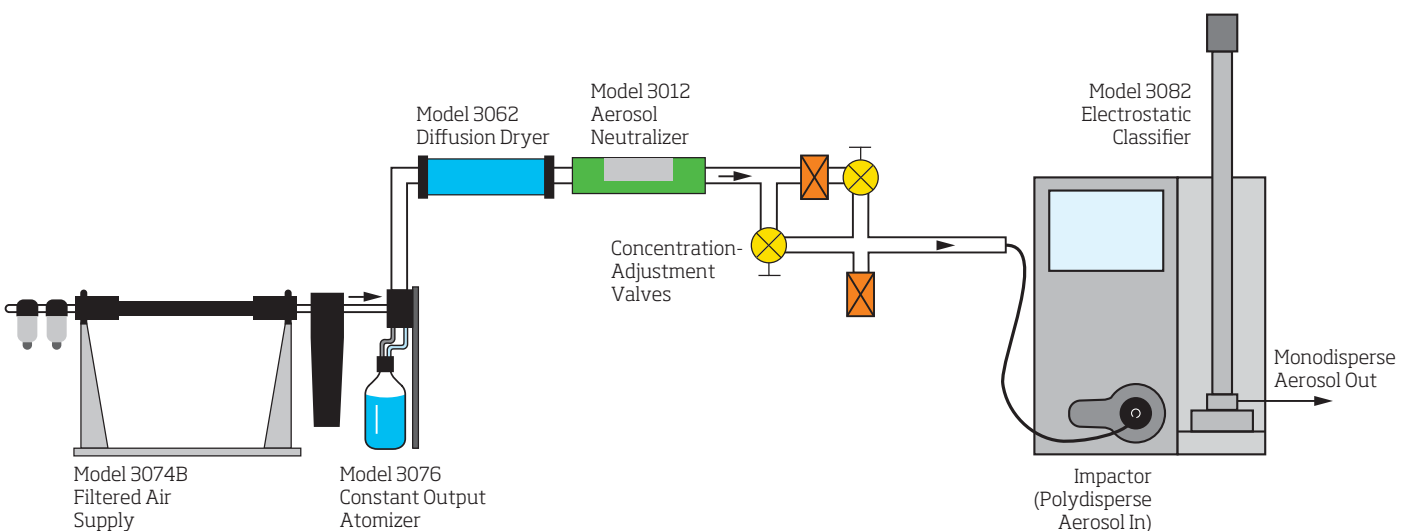 Model 3062
Diffusion Dryer
Model 3012
Aerosol
Neutralizer
Model 3082
Electrostatic
Classifier
Concentration-
Adjustment
Valves
Monodisperse
Aerosol Out
Model 3074B
Filtered Air
Supply
Model 3076
Constant Output
Atomizer
Impactor
(Polydisperse
Aerosol In)